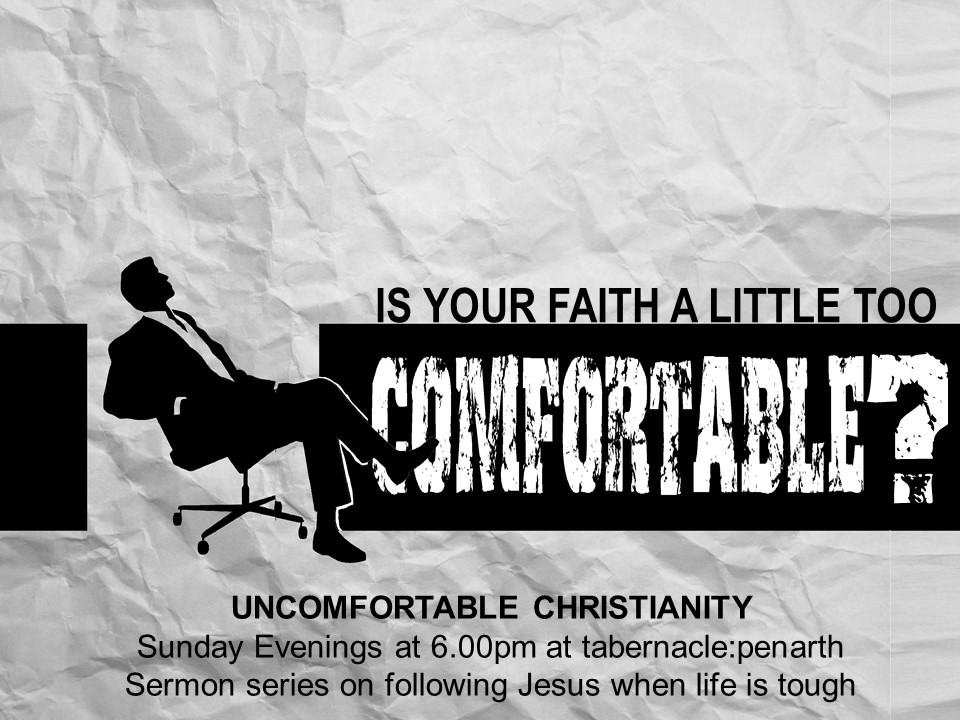 IS YOUR FAITH A LITTLE TOO
COMFORTABLE?
UNCOMFORTABLE CHRISTIANITY
Sunday Evenings at 6.00pm at tabernacle:penarth
Sermon series on following Jesus when life is tough